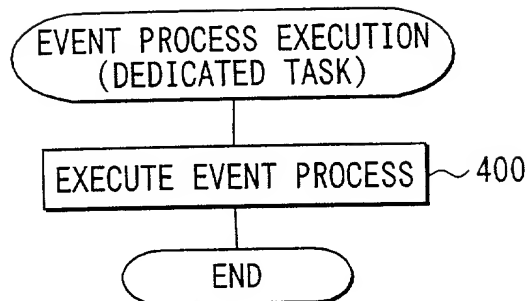 EVENT PROCESS EXECUTION
(DEDICATED TASK)
EXECUTE EVENT PROCESS
400
END